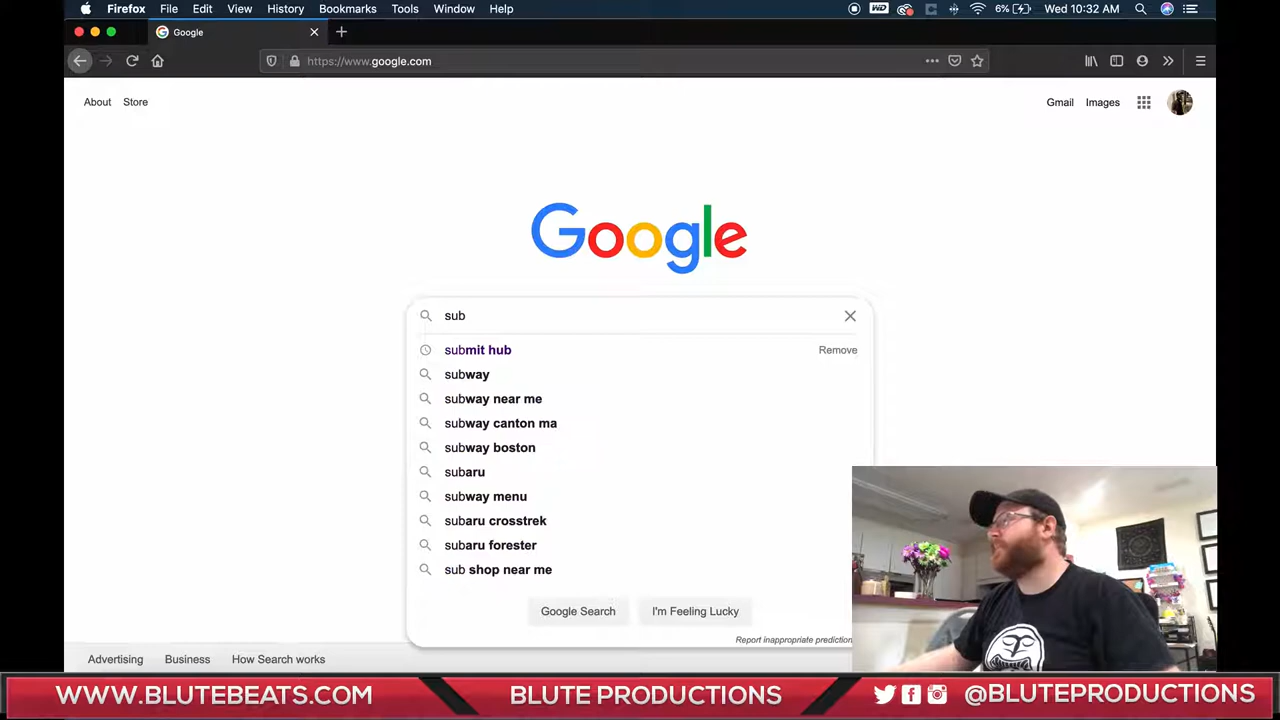 Firefox File Edit View History Bookmarks Tools Window Help WD 6% Wed 10:32 AM
Google
https://www.google.com
About Store Gmail Images
Google
sub
submit hub Remove
subway
subway near me
subway canton ma
subway boston
subaru
subway menu
subaru crosstrek
subaru forester
sub shop near me
Google Search I'm Feeling Lucky
Report inappropriate prediction
Advertising Business How Search works
WWW.BLUTEBEATS.COM BLUTE PRODUCTIONS @BLUTEPRODUCTIONS